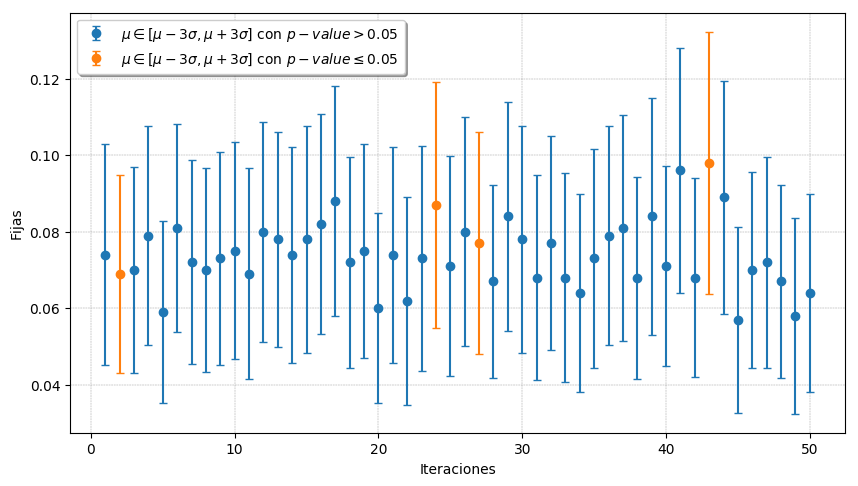 μ ∈ [μ − 3σ, μ + 3σ] con p − value > 0.05
μ ∈ [μ − 3σ, μ + 3σ] con p − value ≤ 0.05
0.12
0.10
0.08
0.06
0.04
Fijas
0 10 20 30 40 50
Iteraciones